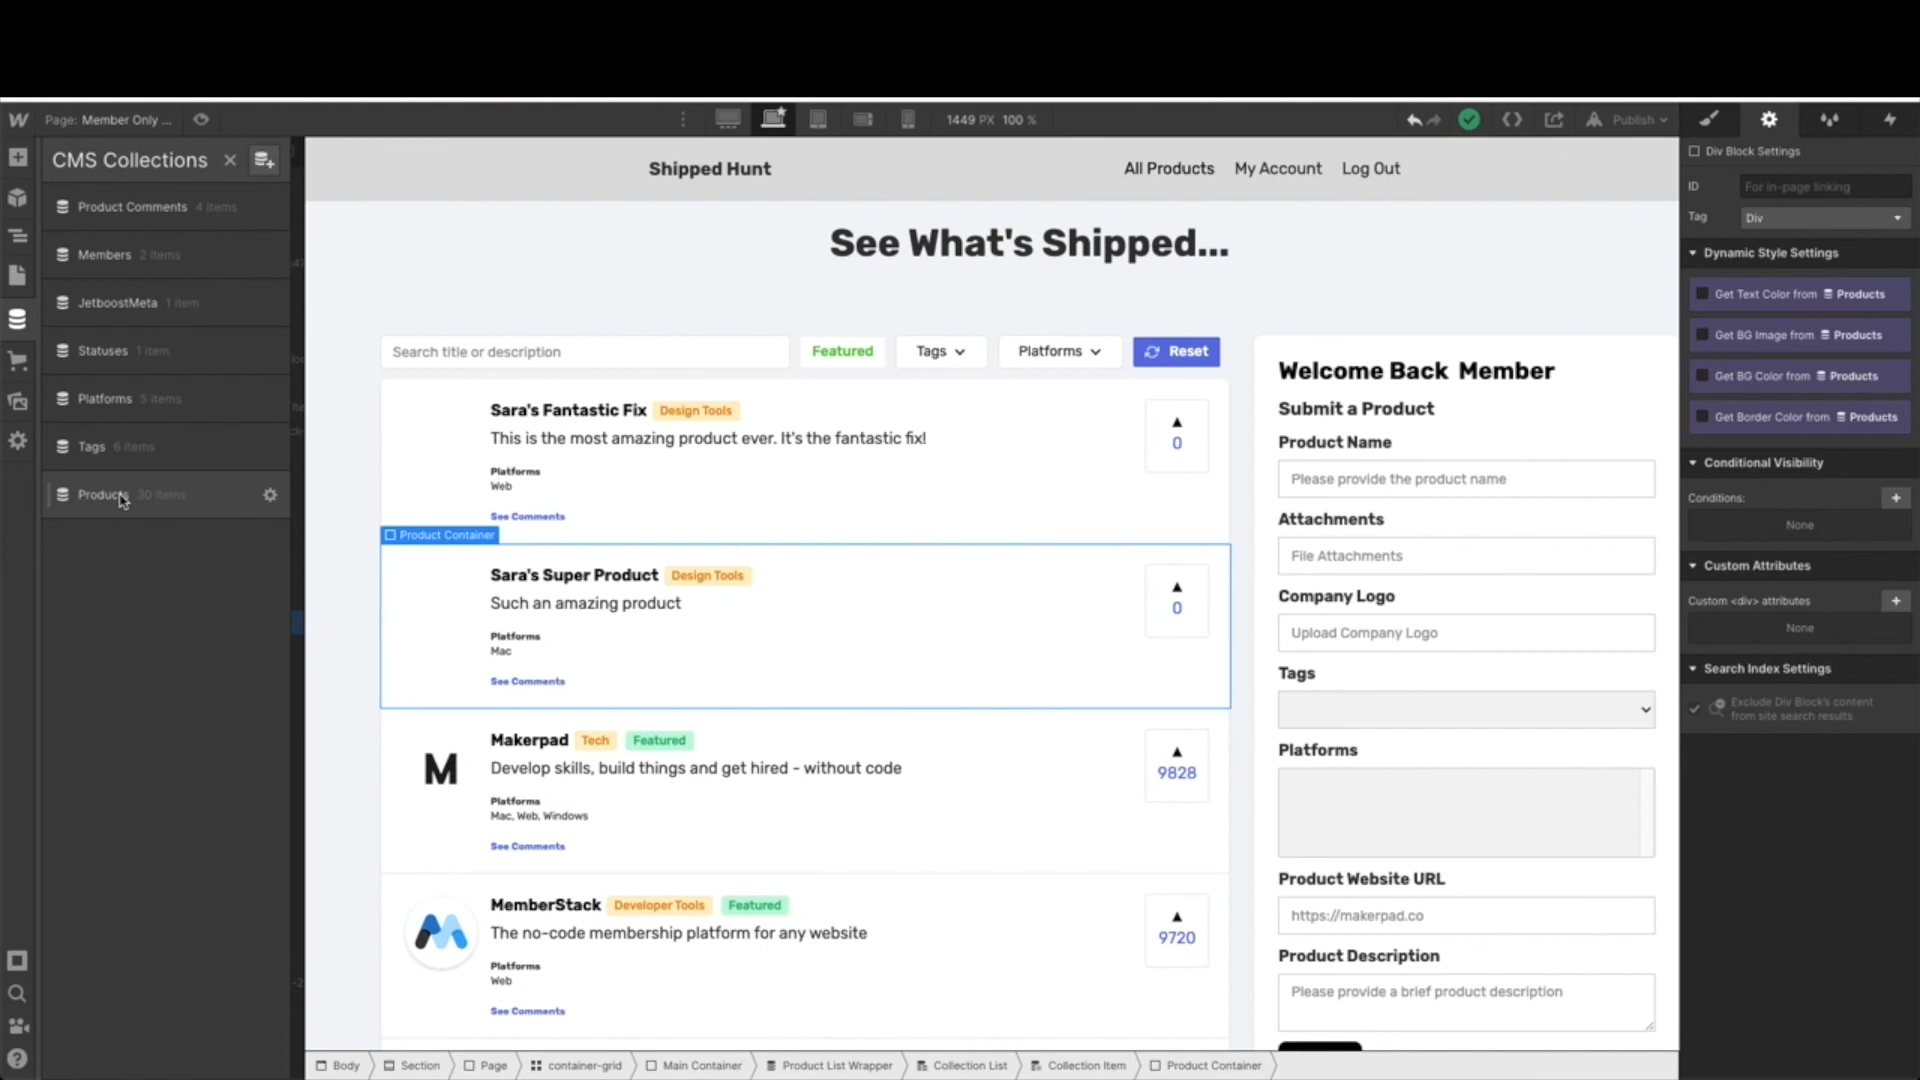 Page: Member Only ...
1449 PX 100 %
Publish
CMS Collections
Product Comments 4 items
Members 2 items
JetboostMeta 1 item
Statuses 1 item
Platforms 5 items
Tags 6 items
Products 30 items
Shipped Hunt
All Products My Account Log Out
See What's Shipped...
Search title or description
Featured
Tags
Platforms
Reset
Sara's Fantastic Fix Design Tools
This is the most amazing product ever. It's the fantastic fix!
Platforms
Web
See Comments
0
Product Container
Sara's Super Product Design Tools
Such an amazing product
Platforms
Mac
See Comments
0
Makerpad Tech Featured
Develop skills, build things and get hired - without code
Platforms
Mac, Web, Windows
See Comments
9828
MemberStack Developer Tools Featured
The no-code membership platform for any website
Platforms
Web
See Comments
9720
Welcome Back Member
Submit a Product
Product Name
Please provide the product name
Attachments
File Attachments
Company Logo
Upload Company Logo
Tags
Platforms
Product Website URL
https://makerpad.co
Product Description
Please provide a brief product description
Body Section Page container-grid Main Container Product List Wrapper Collection List Collection Item Product Container
Div Block Settings
ID For in-page linking
Tag Div
Dynamic Style Settings
Get Text Color from Products
Get BG Image from Products
Get BG Color from Products
Get Border Color from Products
Conditional Visibility
Conditions:
None
Custom Attributes
Custom <div> attributes
None
Search Index Settings
Exclude Div Block's content
from site search results